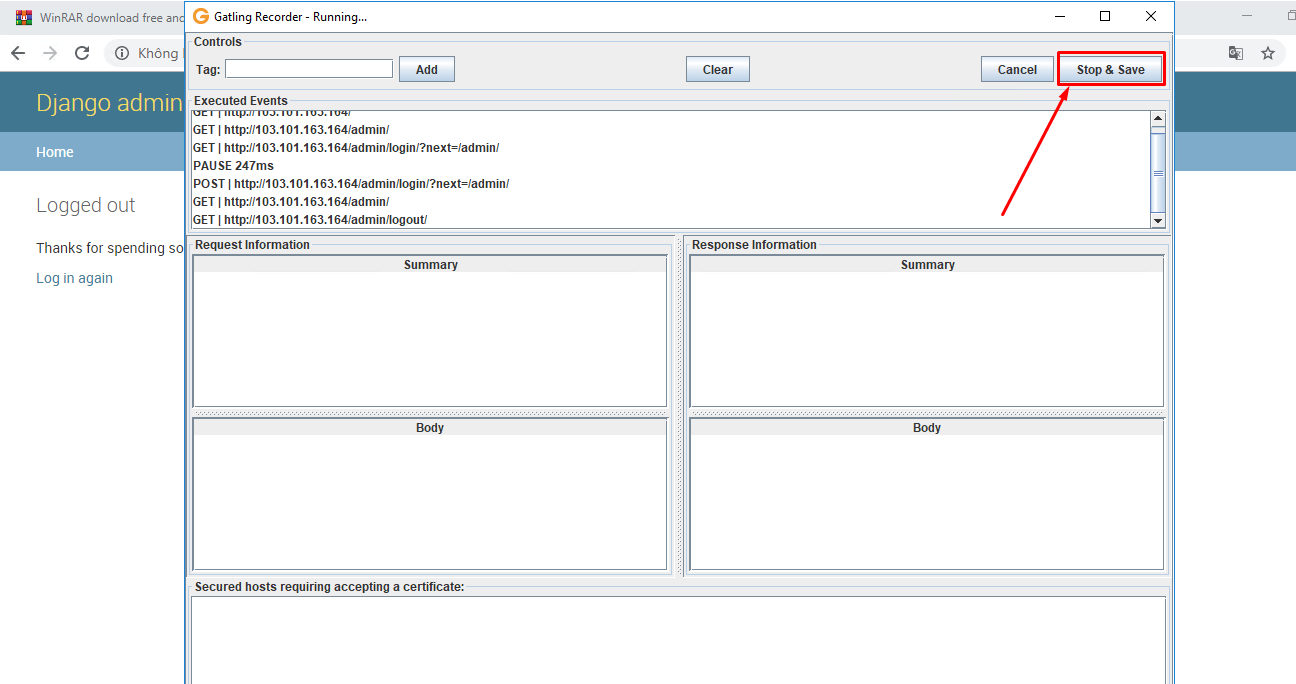 WinRAR download free and
Gatling Recorder - Running...
Không
Django admin
Home
Logged out
Thanks for spending so
Log in again
Controls
Tag:
Add
Clear
Cancel
Stop & Save
Executed Events
GET | http://103.101.163.164/
GET | http://103.101.163.164/admin/
GET | http://103.101.163.164/admin/login/?next=/admin/
PAUSE 247ms
POST | http://103.101.163.164/admin/login/?next=/admin/
GET | http://103.101.163.164/admin/
GET | http://103.101.163.164/admin/logout/
Request Information
Response Information
Summary
Summary
Body
Body
Secured hosts requiring accepting a certificate: